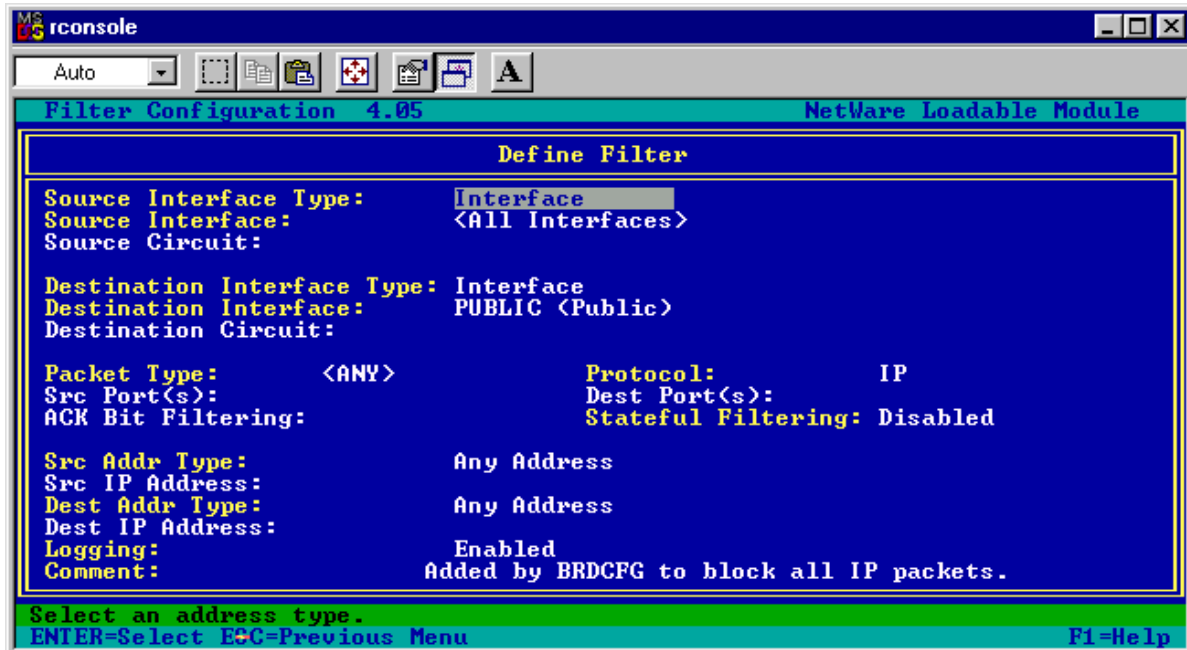 rconsole
Auto A
Filter Configuration 4.05 NetWare Loadable Module
Define Filter
Source Interface Type: Interface
Source Interface: <All Interfaces>
Source Circuit:
Destination Interface Type: Interface
Destination Interface: PUBLIC (Public)
Destination Circuit:
Packet Type: <ANY> Protocol: IP
Src Port(s): Dest Port(s):
ACK Bit Filtering: Stateful Filtering: Disabled
Src Addr Type: Any Address
Src IP Address:
Dest Addr Type: Any Address
Dest IP Address:
Logging: Enabled
Comment: Added by BRDCFG to block all IP packets.
Select an address type.
ENTER=Select ESC=Previous Menu F1=Help